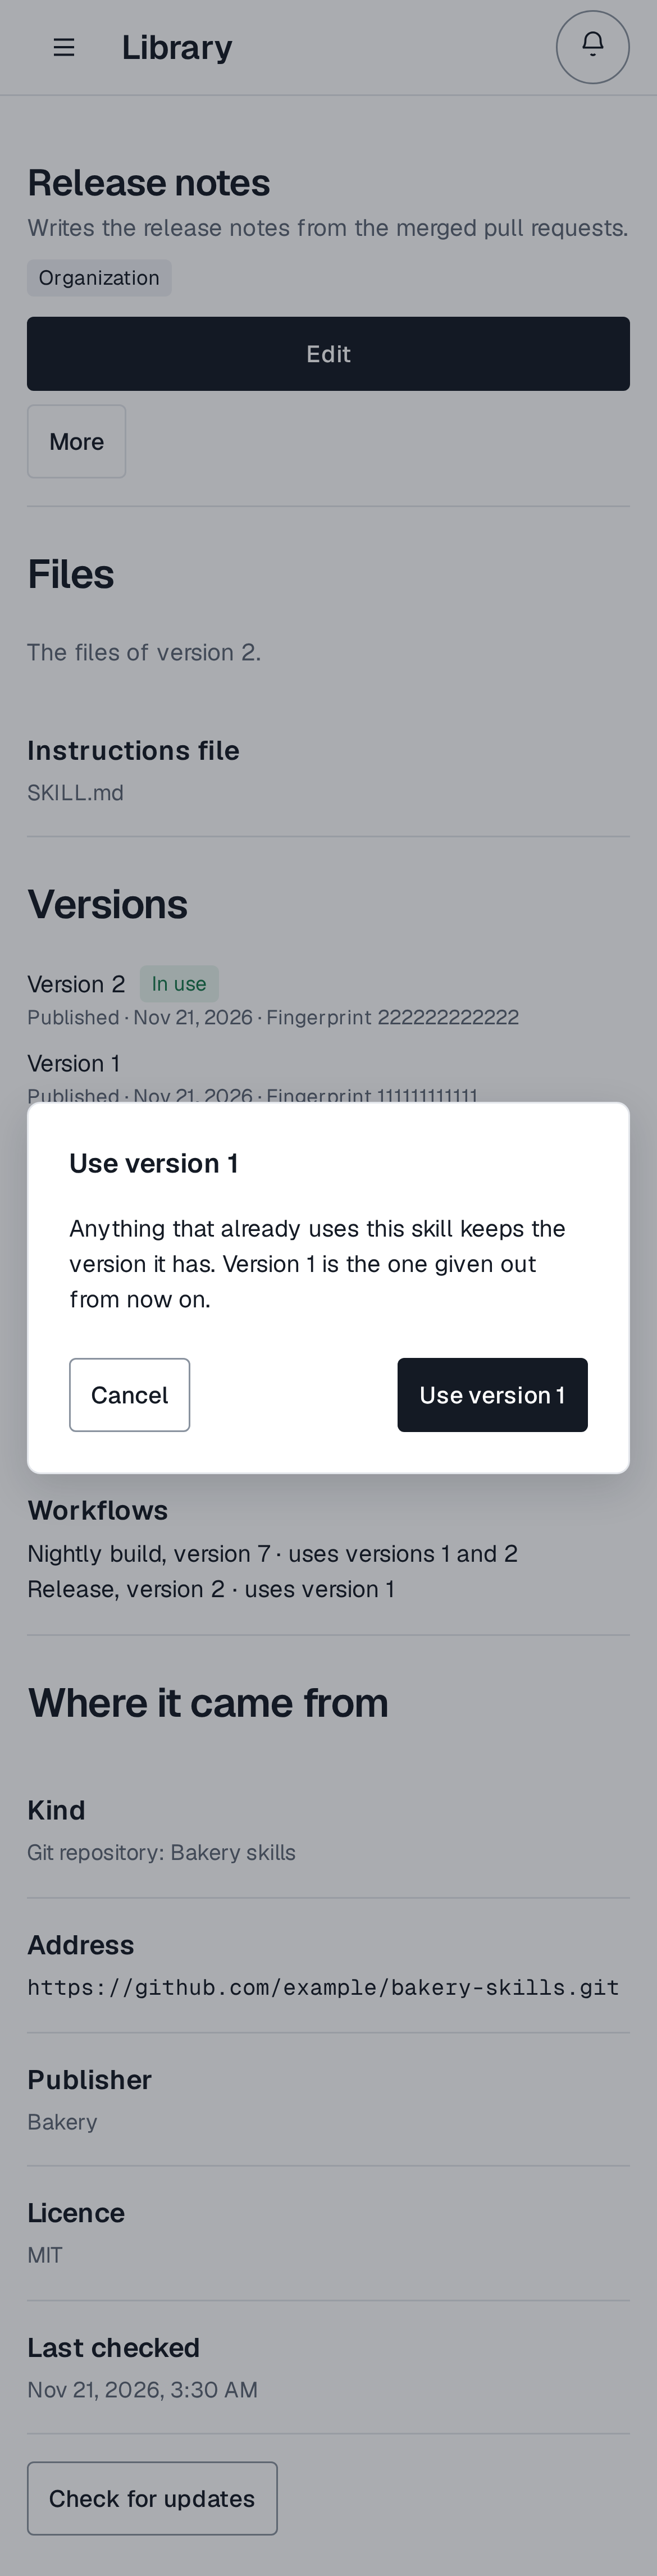 Library
Release notes
Writes the release notes from the merged pull requests.
Organization
Edit
More
Files
The files of version 2.
Instructions file
SKILL.md
Versions
Version 2 In use
Published · Nov 21, 2026 · Fingerprint 222222222222
Version 1
Published · Nov 21, 2026 · Fingerprint 111111111111
Use version 1
Anything that already uses this skill keeps the
version it has. Version 1 is the one given out
from now on.
Cancel
Use version 1
Workflows
Nightly build, version 7 · uses versions 1 and 2
Release, version 2 · uses version 1
Where it came from
Kind
Git repository: Bakery skills
Address
https://github.com/example/bakery-skills.git
Publisher
Bakery
Licence
MIT
Last checked
Nov 21, 2026, 3:30 AM
Check for updates